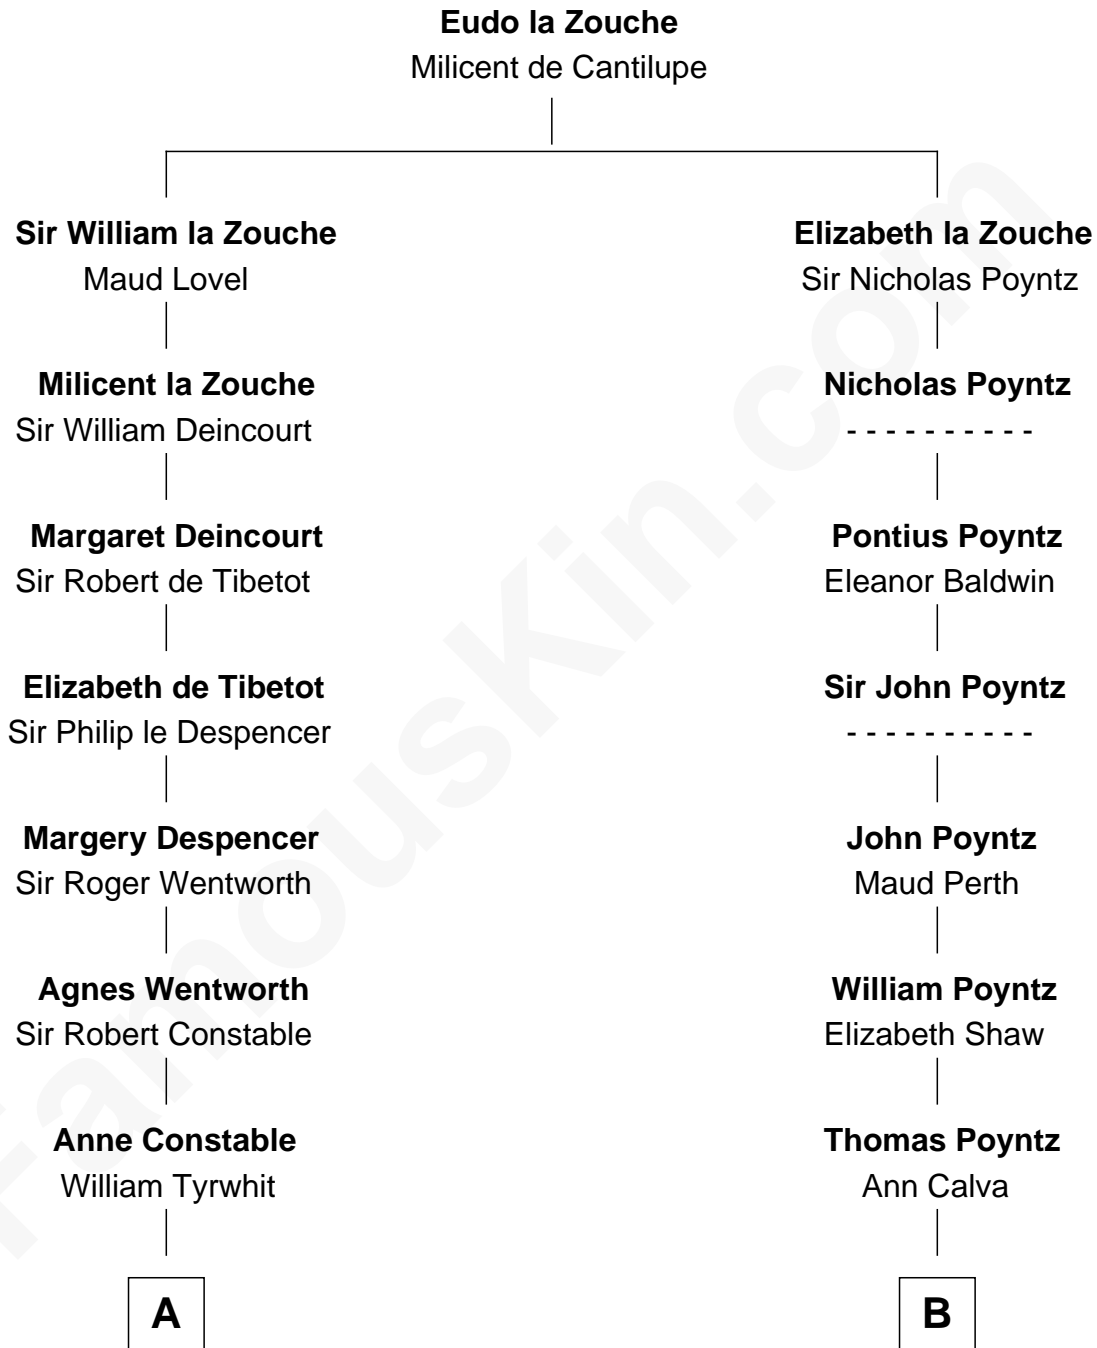 Eudo la Zouche
Milicent de Cantilupe
Sir William la Zouche
Maud Lovel
Elizabeth la Zouche
Sir Nicholas Poyntz
Milicent la Zouche
Sir William Deincourt
Nicholas Poyntz
- - - - - - - - - -
Margaret Deincourt
Sir Robert de Tibetot
Pontius Poyntz
Eleanor Baldwin
Elizabeth de Tibetot
Sir Philip le Despencer
Sir John Poyntz
- - - - - - - - - -
Margery Despencer
Sir Roger Wentworth
John Poyntz
Maud Perth
Agnes Wentworth
Sir Robert Constable
William Poyntz
Elizabeth Shaw
Anne Constable
William Tyrwhit
Thomas Poyntz
Ann Calva
A
B
FamousKin.com